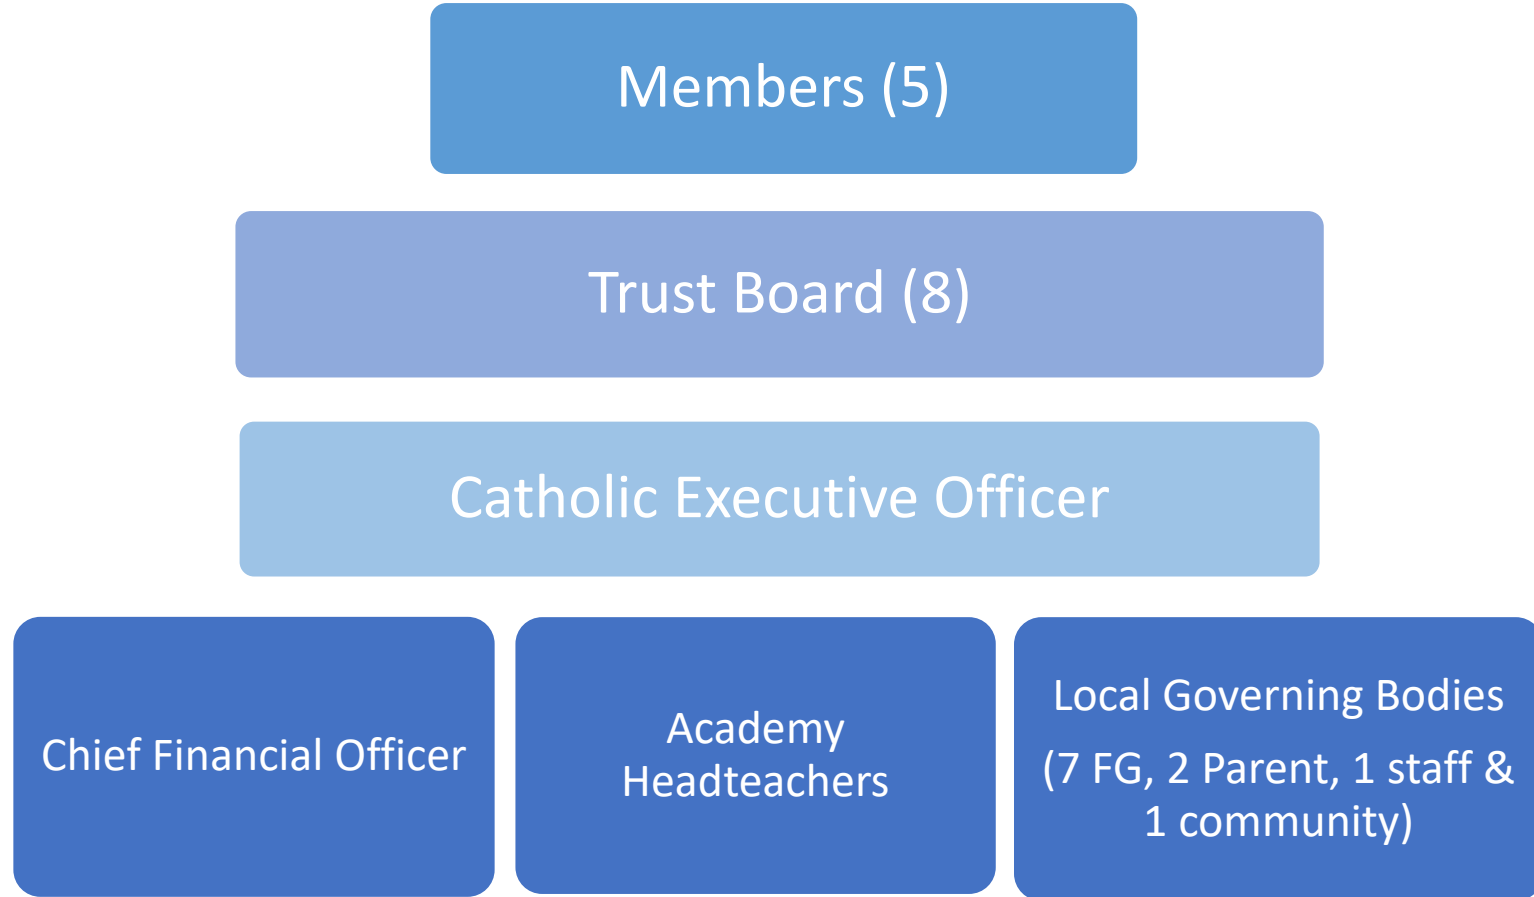 Members (5)
Trust Board (8)
Catholic Executive Officer
Chief Financial Officer
Academy
Headteachers
Local Governing Bodies
(7 FG, 2 Parent, 1 staff &
1 community)